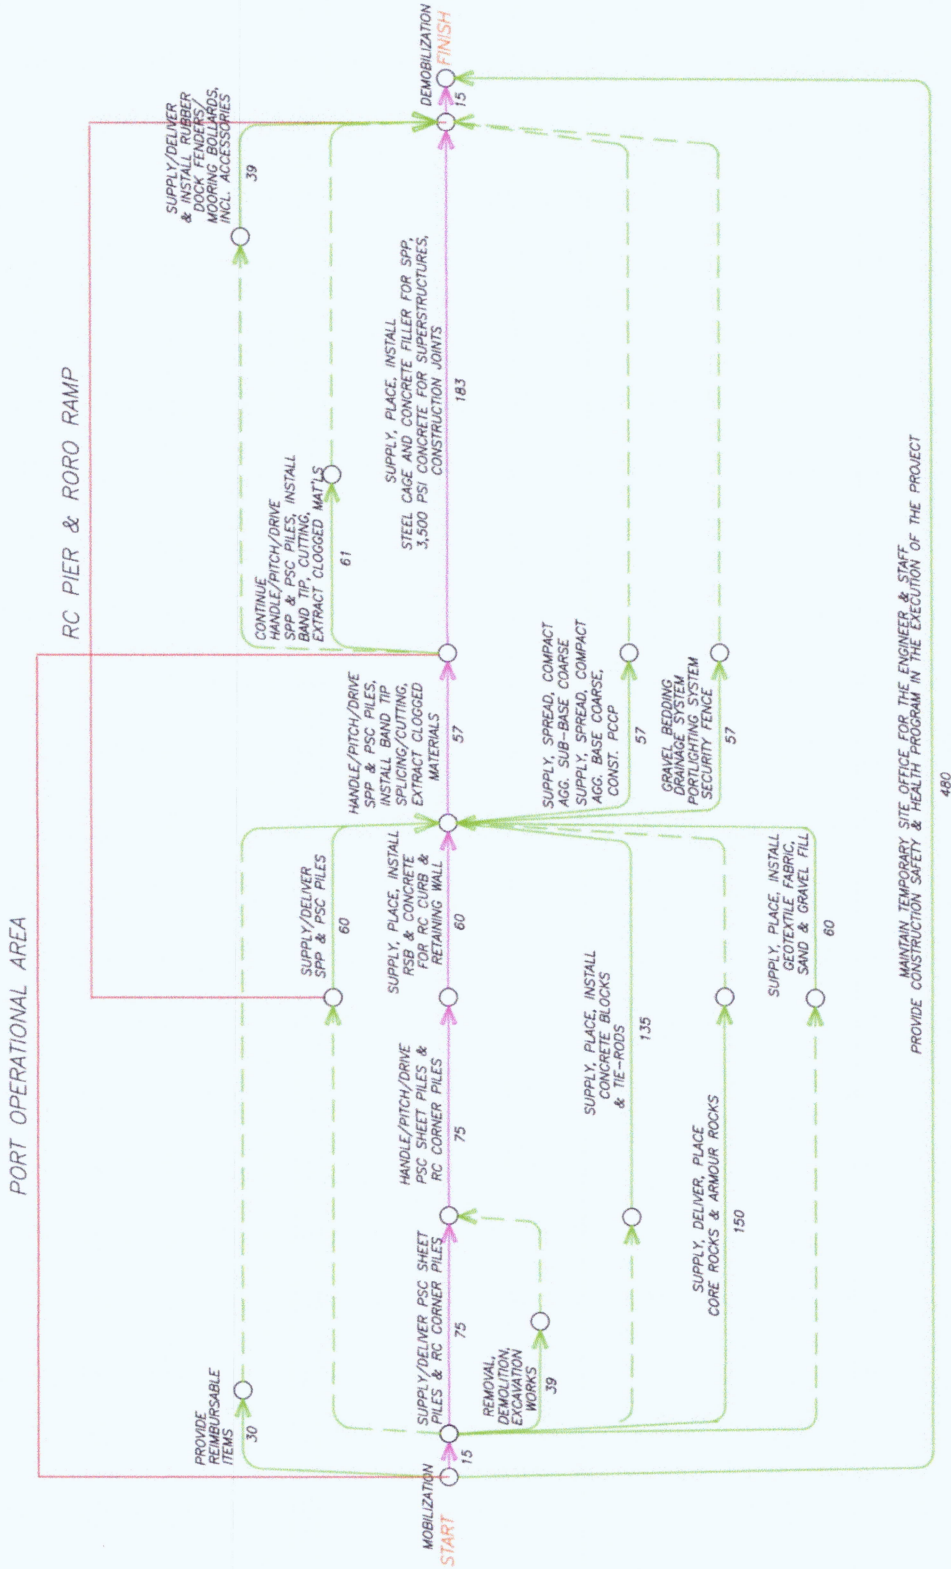 PORT OPERATIONAL AREA
RC PIER & RORO RAMP
PROVIDE
REIMBURSABLE
ITEMS
30
SUPPLY/DELIVER
SPP & PSC PILES
60
CONTINUE
HANDLE/PITCH/DRIVE
SPP & PSC PILES, INSTALL
BAND TIP, CUTTING,
EXTRACT CLOGGED MAT'LS
61
SUPPLY/DELIVER
& INSTALL RUBBER
DOCK FENDERS/
MOORING BOLLARDS,
INCL. ACCESSORIES
39
MOBILIZATION
START
15
SUPPLY/DELIVER PSC SHEET
PILES & RC CORNER PILES
75
HANDLE/PITCH/DRIVE
PSC SHEET PILES &
RC CORNER PILES
75
SUPPLY, PLACE, INSTALL
RSB & CONCRETE
FOR RC CURB &
RETAINING WALL
60
HANDLE/PITCH/DRIVE
SPP & PSC PILES,
INSTALL BAND TIP
SPLICING/CUTTING,
EXTRACT CLOGGED
MATERIALS
57
SUPPLY, PLACE, INSTALL
STEEL CAGE AND CONCRETE FILLER FOR SPP,
3,500 PSI CONCRETE FOR SUPERSTRUCTURES,
CONSTRUCTION JOINTS
183
DEMOBILIZATION
FINISH
15
REMOVAL,
DEMOLITION,
EXCAVATION
WORKS
39
SUPPLY, PLACE, INSTALL
CONCRETE BLOCKS
& TIE-RODS
135
SUPPLY, SPREAD, COMPACT
AGG. SUB-BASE COARSE
SUPPLY, SPREAD, COMPACT
AGG. BASE COARSE,
CONST. PCCP
57
SUPPLY, DELIVER, PLACE
CORE ROCKS & ARMOUR ROCKS
150
GRAVEL BEDDING
DRAINAGE SYSTEM
PORTLIGHTING SYSTEM
SECURITY FENCE
57
SUPPLY, PLACE, INSTALL
GEOTEXTILE FABRIC,
SAND & GRAVEL FILL
60
MAINTAIN TEMPORARY SITE OFFICE FOR THE ENGINEER & STAFF
PROVIDE CONSTRUCTION SAFETY & HEALTH PROGRAM IN THE EXECUTION OF THE PROJECT
480